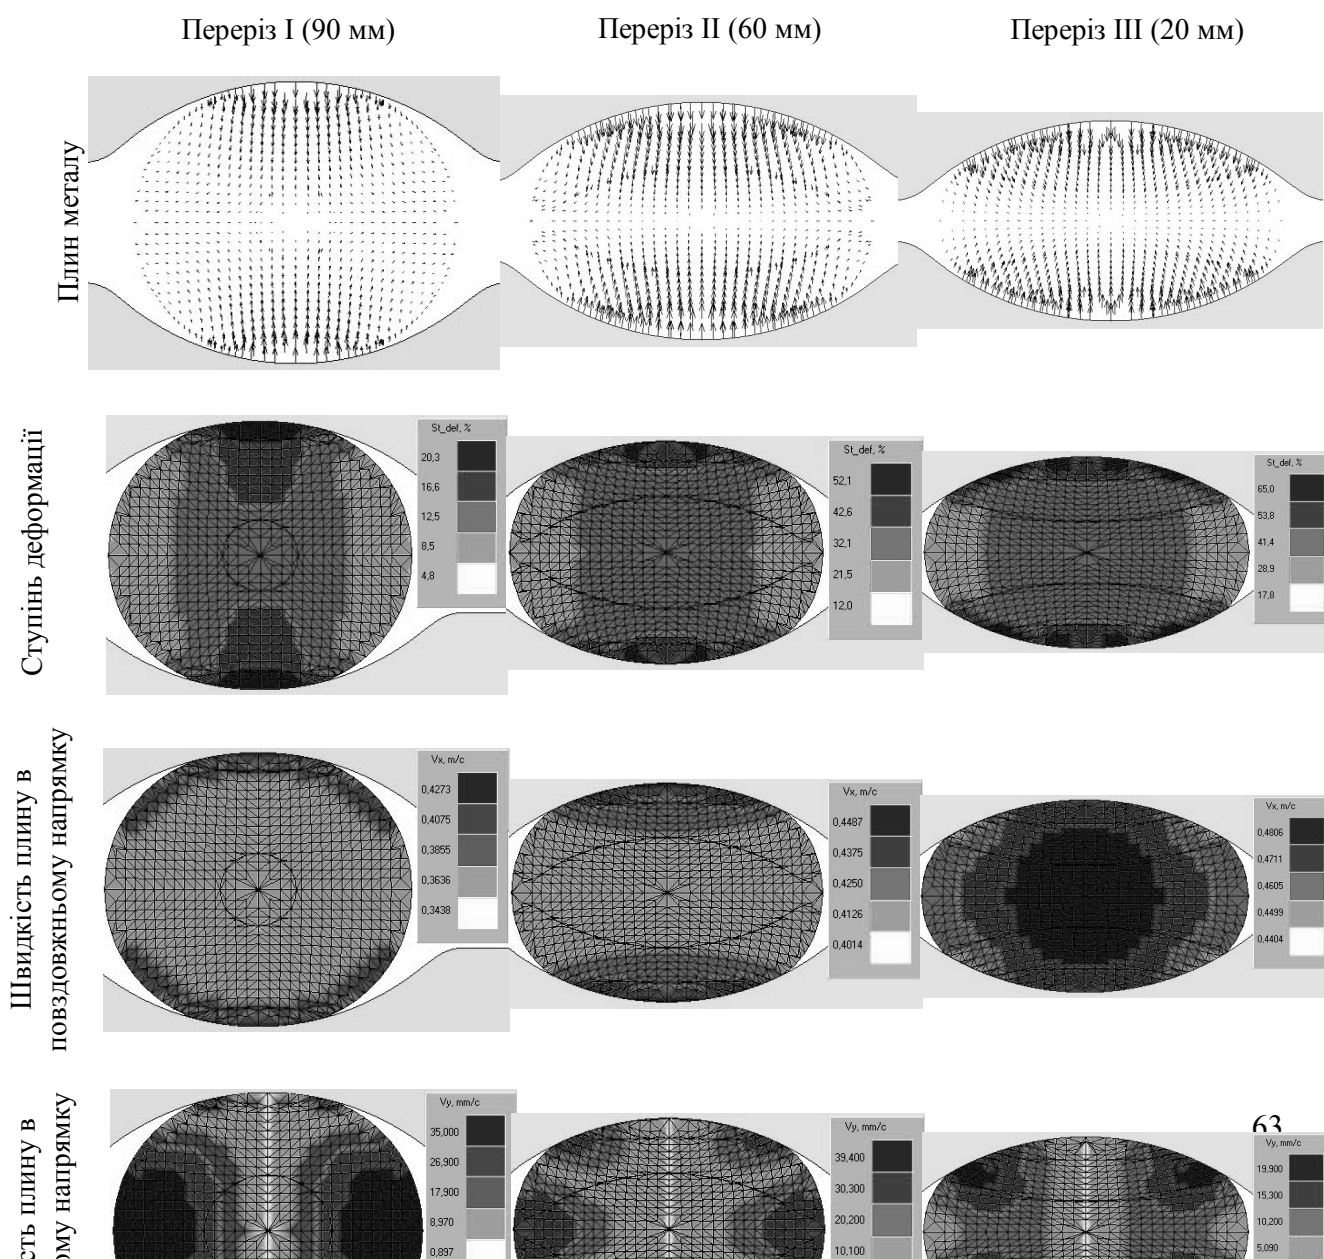 Переріз I (90 мм)
Переріз II (60 мм)
Переріз III (20 мм)
Плин металу
Ступінь деформації
St_def, %
20,3
16,6
12,5
8,5
4,8
St_def, %
52,1
42,6
32,1
21,5
12,0
St_def, %
65,0
53,8
41,4
28,9
17,8
Швидкість плину в
повздовжньому напрямку
Vx, m/c
0,4273
0,4075
0,3855
0,3636
0,3438
Vx, m/c
0,4487
0,4375
0,4250
0,4126
0,4014
Vx, m/c
0,4806
0,4711
0,4605
0,4499
0,4404
плину в
напрямку
Vy, mm/c
35,000
26,900
17,900
8,970
0,897
Vy, mm/c
39,400
30,300
20,200
10,100
63
Vy, mm/c
19,900
15,300
10,200
5,090